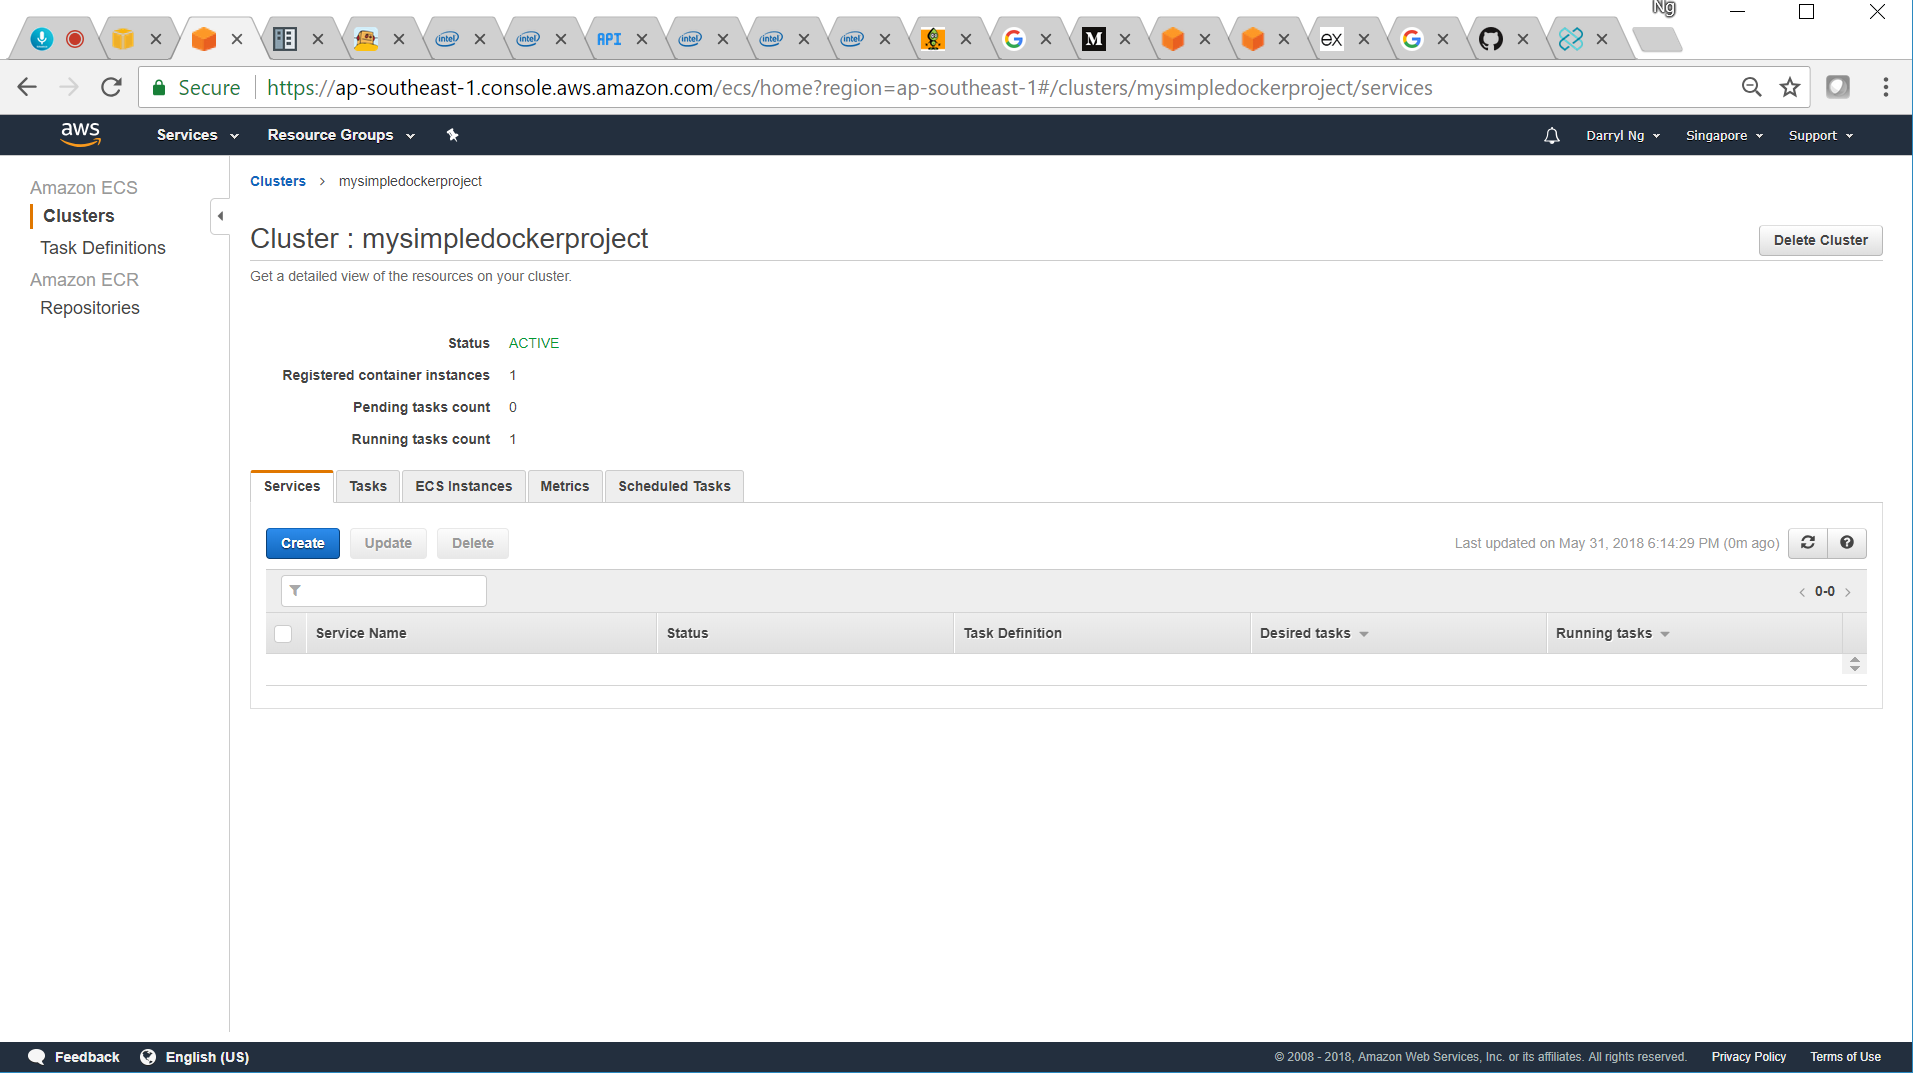 Ng
intel
intel
API
intel
intel
intel
G
M
ex
G
Secure
https://ap-southeast-1.console.aws.amazon.com/ecs/home?region=ap-southeast-1#/clusters/mysimpledockerproject/services
aws Services Resource Groups Darryl Ng Singapore Support
Amazon ECS
Clusters
Task Definitions
Amazon ECR
Repositories
Clusters > mysimpledockerproject
Cluster : mysimpledockerproject
Delete Cluster
Get a detailed view of the resources on your cluster.
Status ACTIVE
Registered container instances 1
Pending tasks count 0
Running tasks count 1
Services Tasks ECS Instances Metrics Scheduled Tasks
Create Update Delete Last updated on May 31, 2018 6:14:29 PM (0m ago)
< 0-0 >
Service Name Status Task Definition Desired tasks Running tasks
Feedback English (US) © 2008 - 2018, Amazon Web Services, Inc. or its affiliates. All rights reserved. Privacy Policy Terms of Use